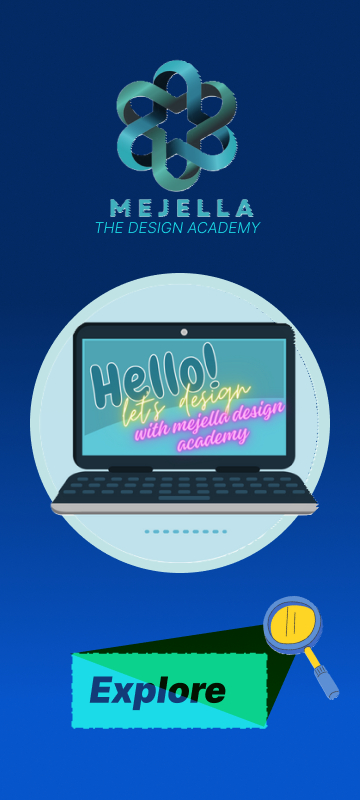 MEJELLA
THE DESIGN ACADEMY
Hello!
let's design
with mejella design
academy
Explore